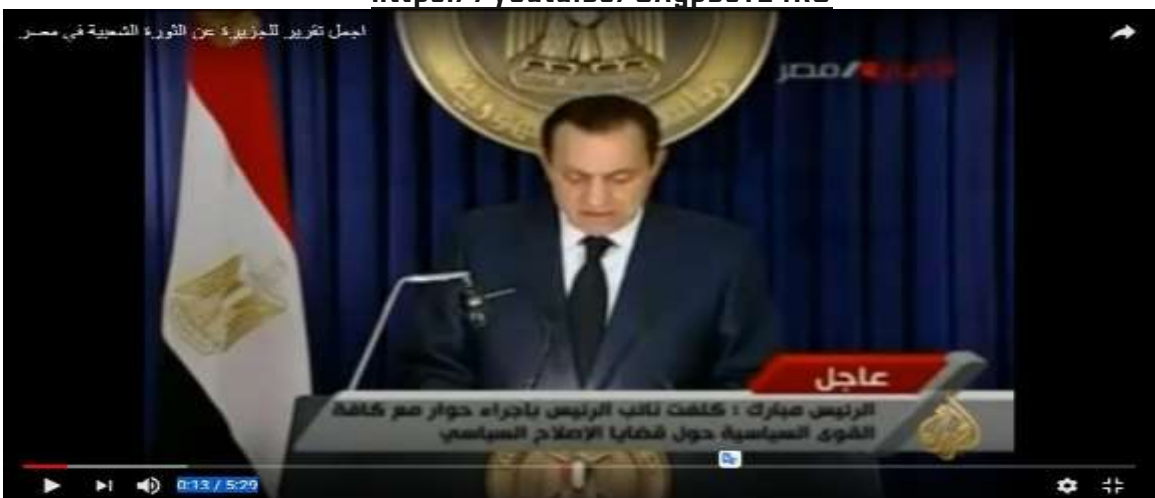 اجمل تقرير للجزيرة عن الثورة الشعبية في مصر
مصر
عاجل
الرئيس مبارك : كلفت نائب الرئيس بإجراء حوار مع كافة
القوى السياسية حول قضايا الإصلاح السياسي
0:13 / 5:29